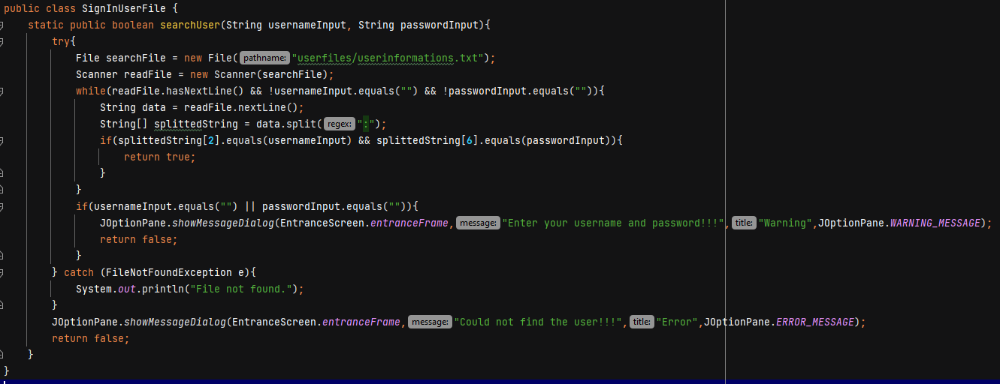 public class SignInUserFile {
static public boolean searchUser(String usernameInput, String passwordInput){
try{
File searchFile = new File( pathname: "userfiles/userinformations.txt");
Scanner readFile = new Scanner(searchFile);
while(readFile.hasNextLine() && !usernameInput.equals("") && !passwordInput.equals("")){
String data = readFile.nextLine();
String[] splittedString = data.split( regex: ":");
if(splittedString[2].equals(usernameInput) && splittedString[6].equals(passwordInput)){
return true;
}
}
if(usernameInput.equals("") || passwordInput.equals("")){
JOptionPane.showMessageDialog(EntranceScreen.entranceFrame, message: "Enter your username and password!!!", title: "Warning",JOptionPane.WARNING_MESSAGE);
return false;
}
} catch (FileNotFoundException e){
System.out.println("File not found.");
}
JOptionPane.showMessageDialog(EntranceScreen.entranceFrame, message: "Could not find the user!!!", title: "Error",JOptionPane.ERROR_MESSAGE);
return false;
}
}